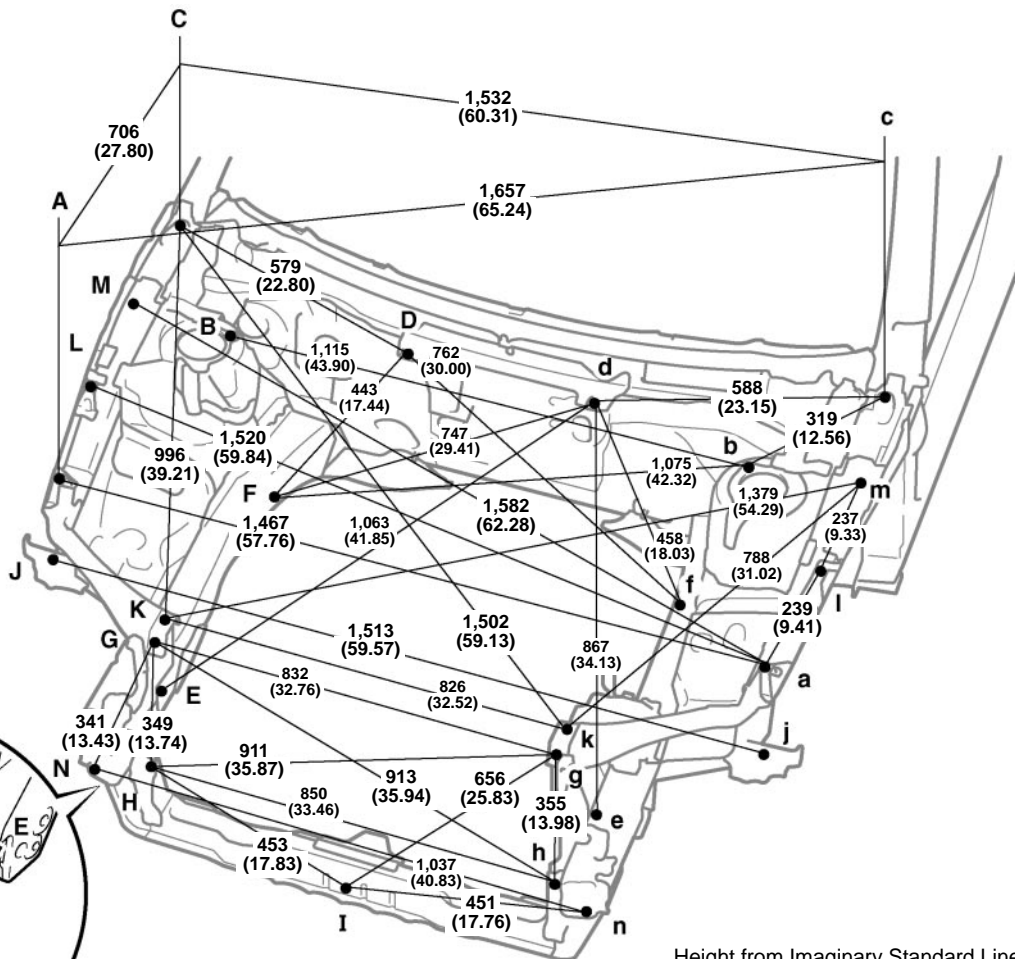 C
1,532
(60.31)
706
(27.80)
c
A
1,657
(65.24)
579
(22.80)
M
B
D
L
1,115
(43.90)
762
(30.00)
d
443
(17.44)
588
(23.15)
319
(12.56)
1,520
(59.84)
747
(29.41)
996
(39.21)
b
1,075
(42.32)
F
1,379
(54.29)
m
1,582
(62.28)
237
(9.33)
1,467
(57.76)
1,063
(41.85)
458
(18.03)
788
(31.02)
J
f
l
K
239
(9.41)
G
1,513
(59.57)
1,502
(59.13)
867
(34.13)
832
(32.76)
826
(32.52)
a
E
341
(13.43)
349
(13.74)
k
j
911
(35.87)
N
913
(35.94)
656
(25.83)
g
H
850
(33.46)
355
(13.98)
e
E
453
(17.83)
h
1,037
(40.83)
451
(17.76)
I
n
Height from Imaginary Standard Line